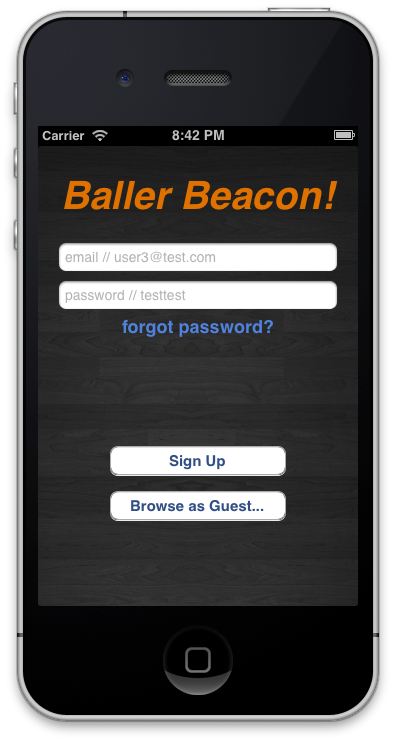 Carrier 8:42 PM
Baller Beacon!
email // user3@test.com
password // testtest
forgot password?
Sign Up
Browse as Guest...